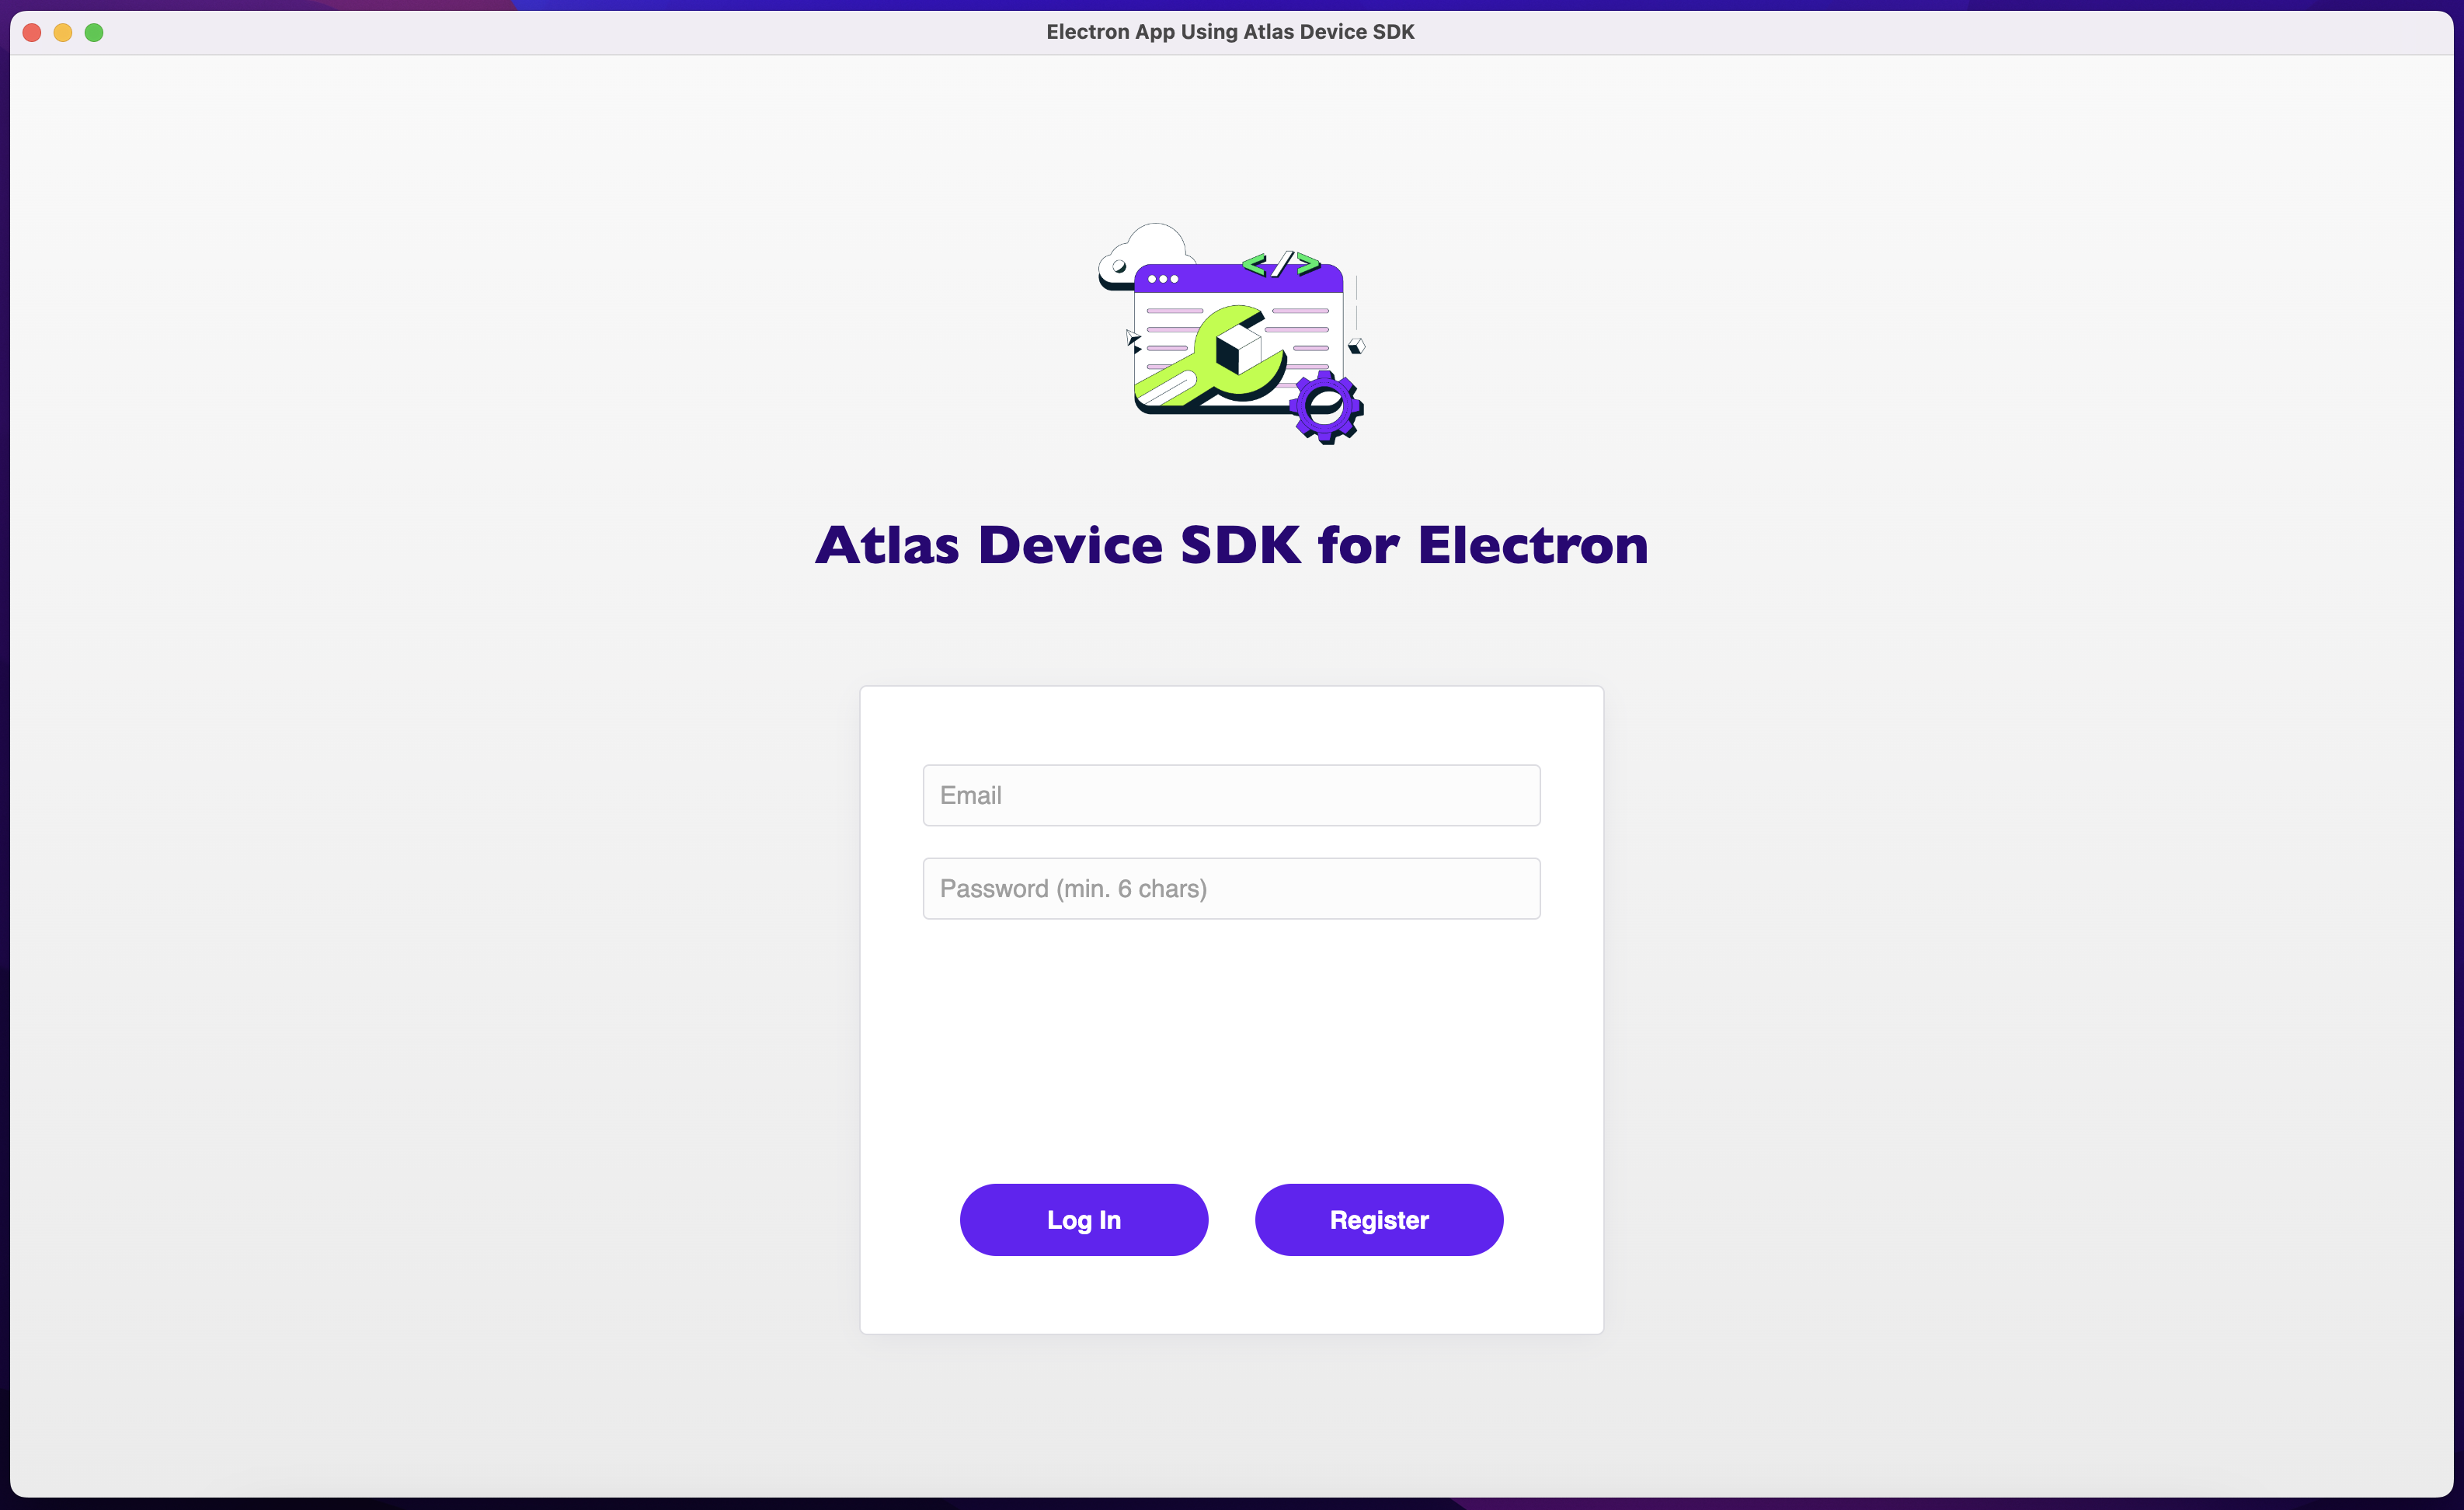 Electron App Using Atlas Device SDK
</>
Atlas Device SDK for Electron
Email
Password (min. 6 chars)
Log In
Register